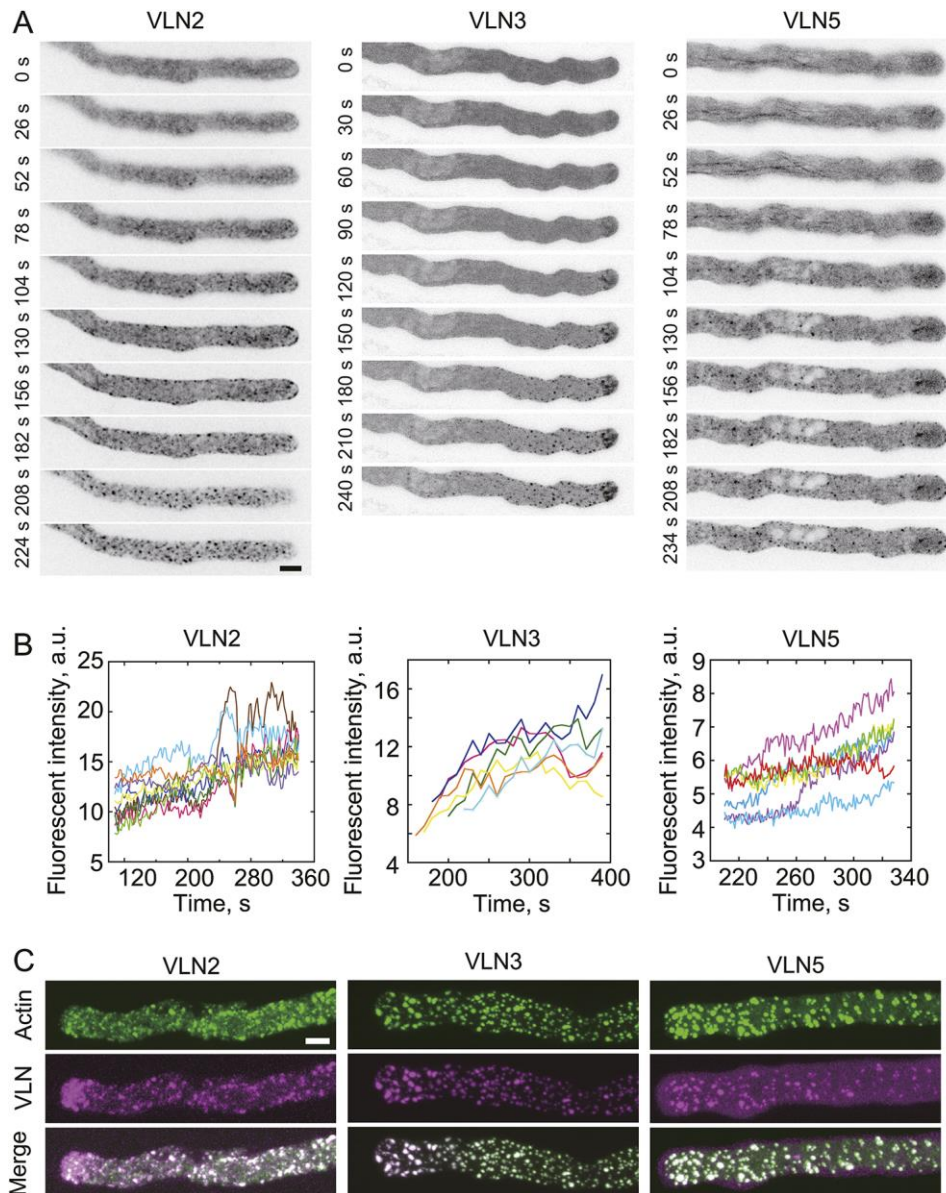 A
VLN2
VLN3
VLN5
0 s
26 s
52 s
78 s
104 s
130 s
156 s
182 s
208 s
224 s
0 s
30 s
60 s
90 s
120 s
150 s
180 s
210 s
240 s
0 s
26 s
52 s
78 s
104 s
130 s
156 s
182 s
208 s
234 s
B
VLN2
Fluorescent intensity, a.u.
25
20
15
10
5
120 200 280 360
Time, s
VLN3
Fluorescent intensity, a.u.
16
12
8
4
200 300 400
Time, s
VLN5
Fluorescent intensity, a.u.
9
8
7
6
5
4
3
220 260 300 340
Time, s
C
VLN2
VLN3
VLN5
Actin
VLN
Merge